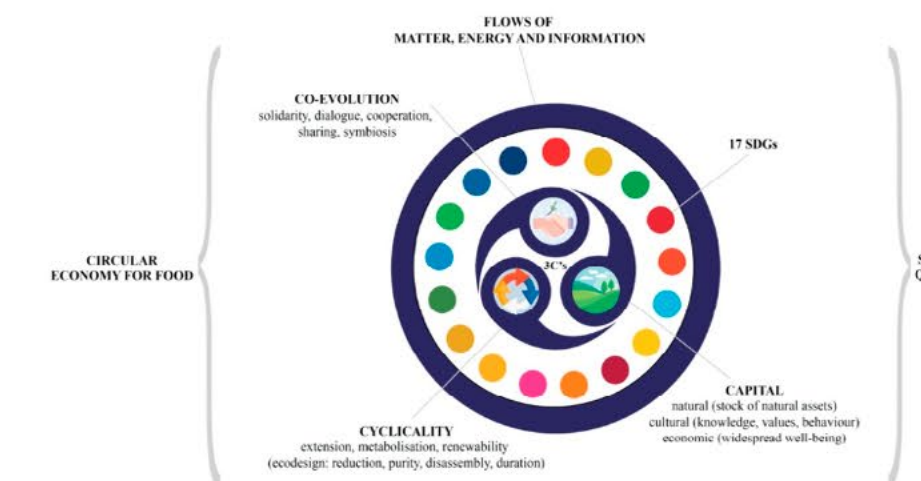 FLOWS OF
MATTER, ENERGY AND INFORMATION
CO-EVOLUTION
solidarity, dialogue, cooperation,
sharing, symbiosis
17 SDGs
CIRCULAR
ECONOMY FOR FOOD
3C's
CAPITAL
natural (stock of natural assets)
cultural (knowledge, values, behaviour)
economic (widespread well-being)
CYCLICALITY
extension, metabolisation, renewability
(ecodesign: reduction, purity, disassembly, duration)